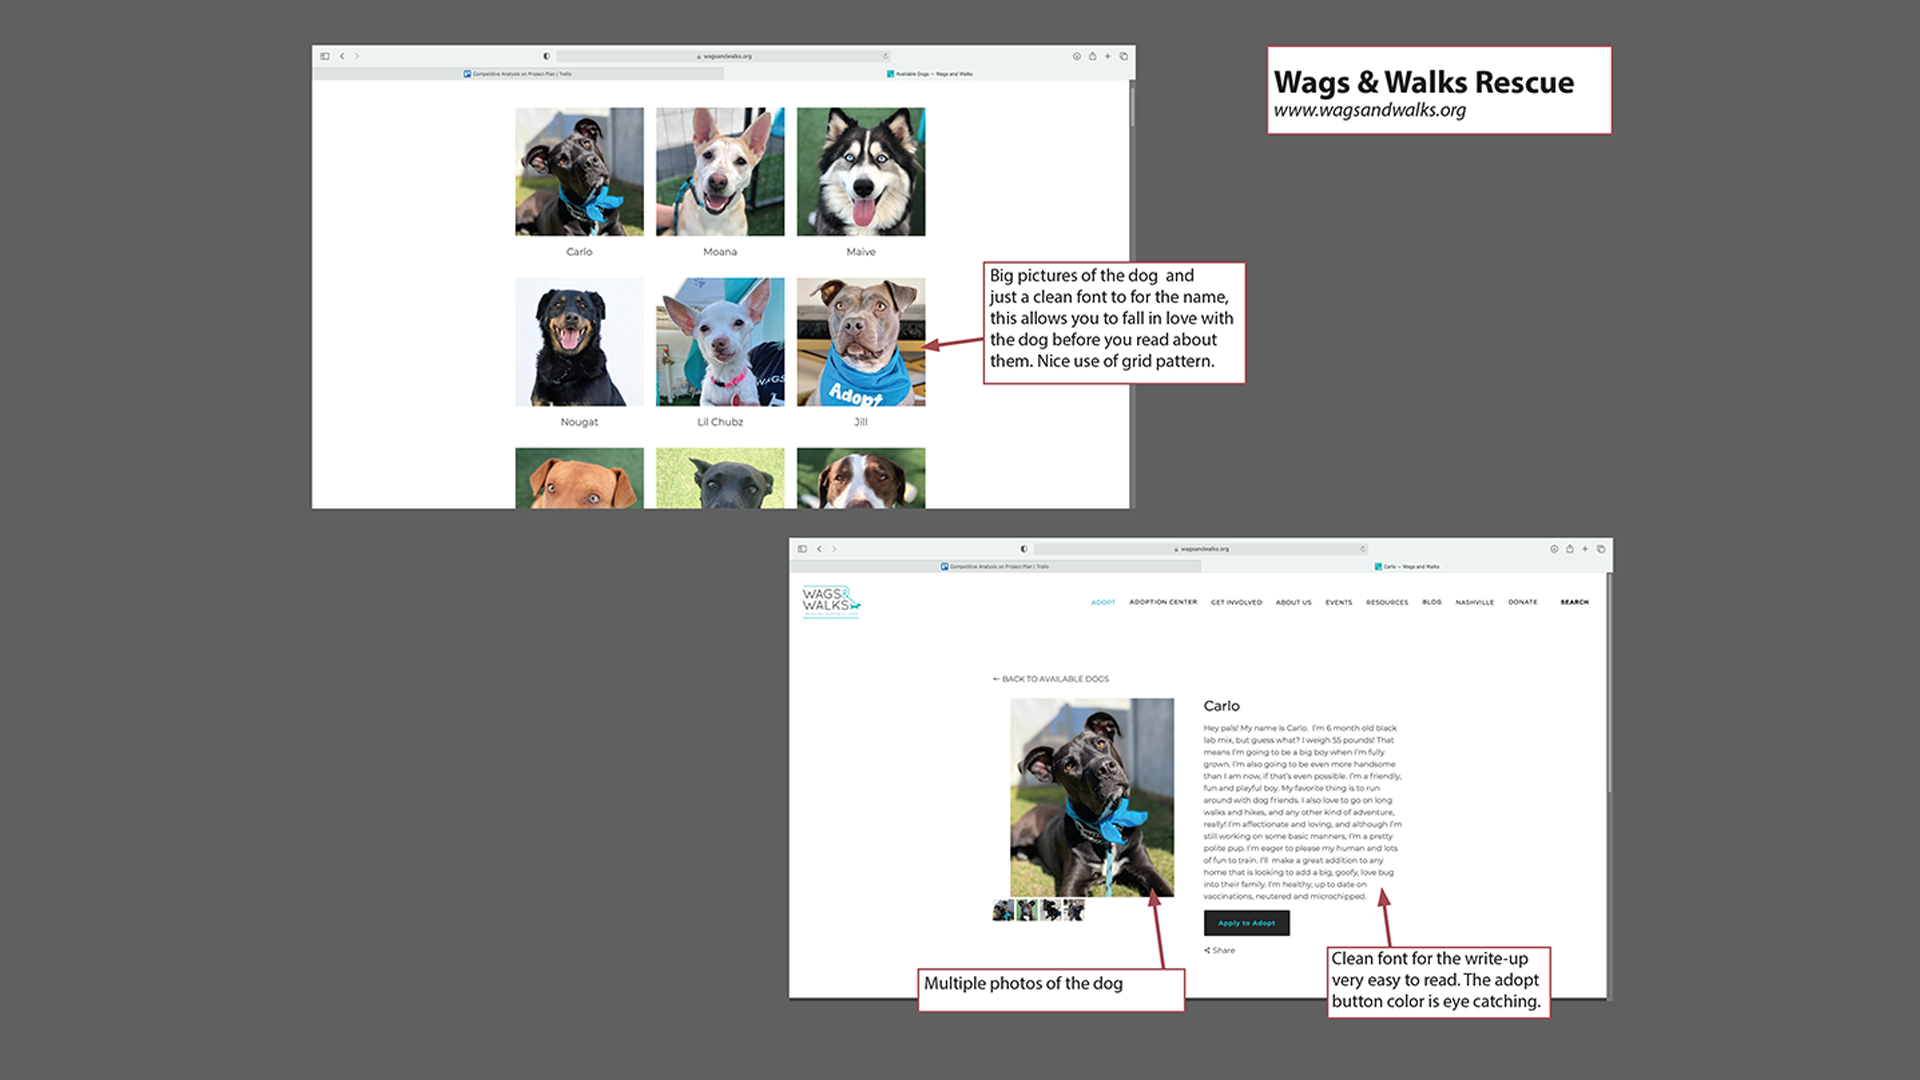 wagsandwalks.org
Competitive Analysis on Project Plan | Trello
Available Dogs — Wags and Walks
Wags & Walks Rescue
www.wagsandwalks.org
Carlo
Moana
Maive
Big pictures of the dog and
just a clean font to for the name,
this allows you to fall in love with
the dog before you read about
them. Nice use of grid pattern.
WAGS
Adopt
Nougat
Lil Chubz
Jill
wagsandwalks.org
Competitive Analysis on Project Plan | Trello
Carlo — Wags and Walks
WAGS&
WALKS
ADOPT
ADOPTION CENTER
GET INVOLVED
ABOUT US
EVENTS
RESOURCES
BLOG
NASHVILLE
DONATE
SEARCH
← BACK TO AVAILABLE DOGS
Carlo
Hey pals! My name is Carlo. I'm 6 month old black
lab mix, but guess what? I weigh 55 pounds! That
means I'm going to be a big boy when I'm fully
grown. I'm also going to be even more handsome
than I am now, if that's even possible. I'm a friendly,
fun and playful boy. My favorite thing is to run
around with dog friends. I also love to go on long
walks and hikes, and any other kind of adventure,
really! I'm affectionate and loving, and although I'm
still working on some basic manners, I'm a pretty
polite pup. I'm eager to please my human and lots
of fun to train. I'll make a great addition to any
home that is looking to add a big, goofy, love bug
into their family. I'm healthy, up to date on
vaccinations, neutered and microchipped.
Apply to Adopt
Share
Multiple photos of the dog
Clean font for the write-up
very easy to read. The adopt
button color is eye catching.